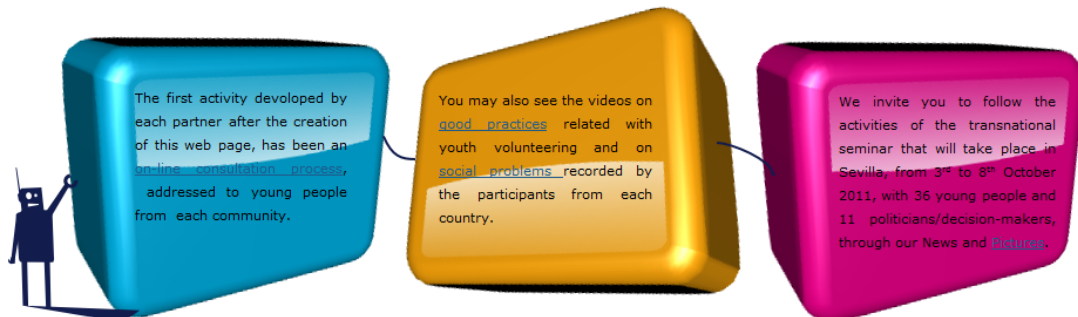 The first activity devoloped by
each partner after the creation
of this web page, has been an
on-line consultation process,
addressed to young people
from each community.
You may also see the videos on
good practices related with
youth volunteering and on
social problems recorded by
the participants from each
country.
We invite you to follow the
activities of the transnational
seminar that will take place in
Sevilla, from 3rd to 8th October
2011, with 36 young people and
11 politicians/decision-makers,
through our News and Pictures.